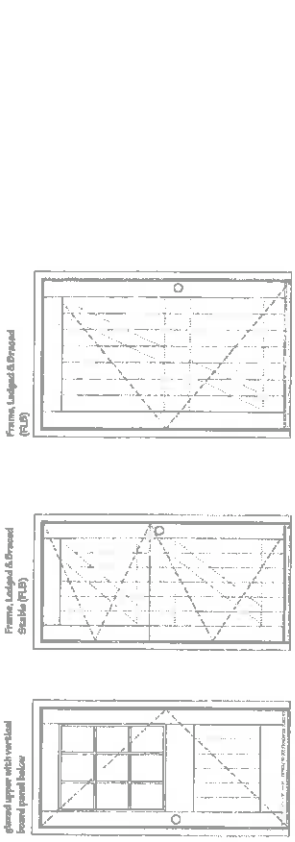 Frame, Ledged & Braced
(FLB)
Frame, Ledged & Braced
Stable (FLB)
glazed upper with vertical
board panel below